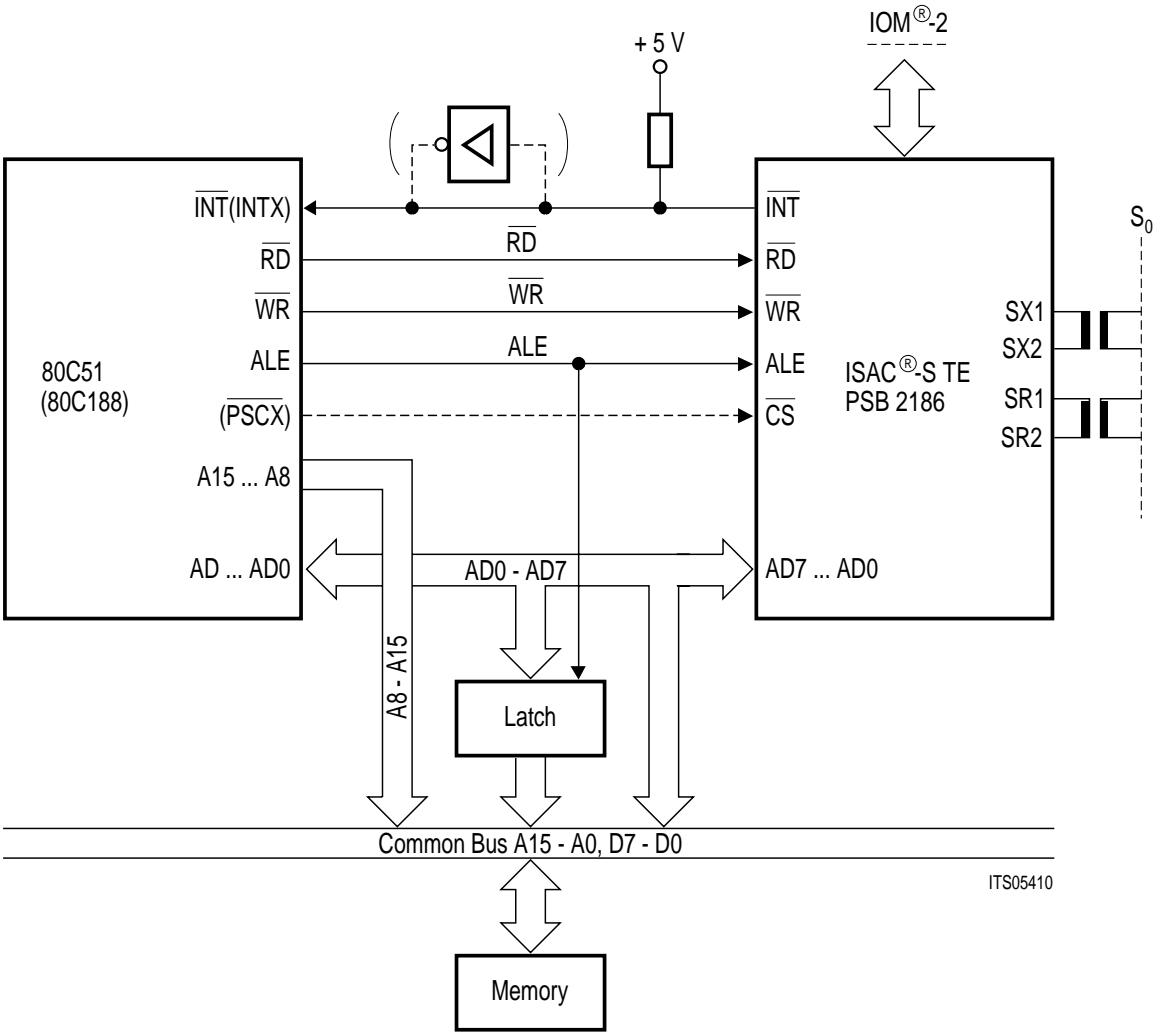 IOM®-2
+ 5 V
INT(INTX)
INT
S0
RD
RD
RD
WR
WR
WR
SX1
SX2
ALE
ALE
ALE
80C51
(80C188)
ISAC®-S TE
PSB 2186
(PSCX)
CS
SR1
SR2
A15 ... A8
AD ... AD0
AD0 - AD7
AD7 ... AD0
A8 - A15
Latch
Common Bus A15 - A0, D7 - D0
ITS05410
Memory